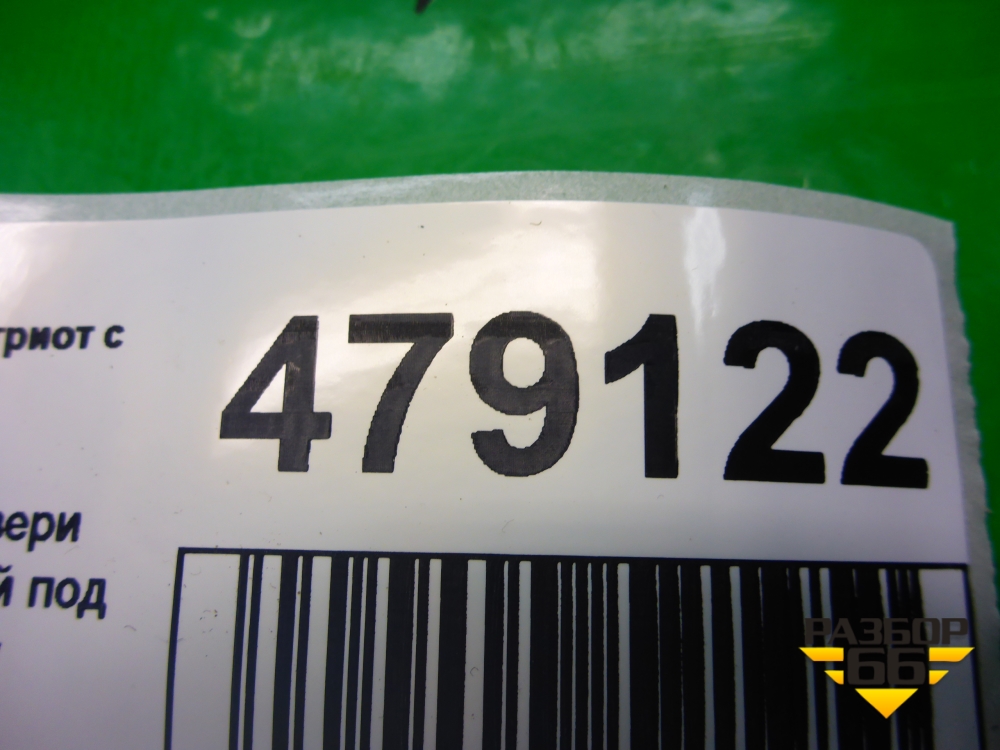 триот с
479122
вери
й под
РАЗБОР
66